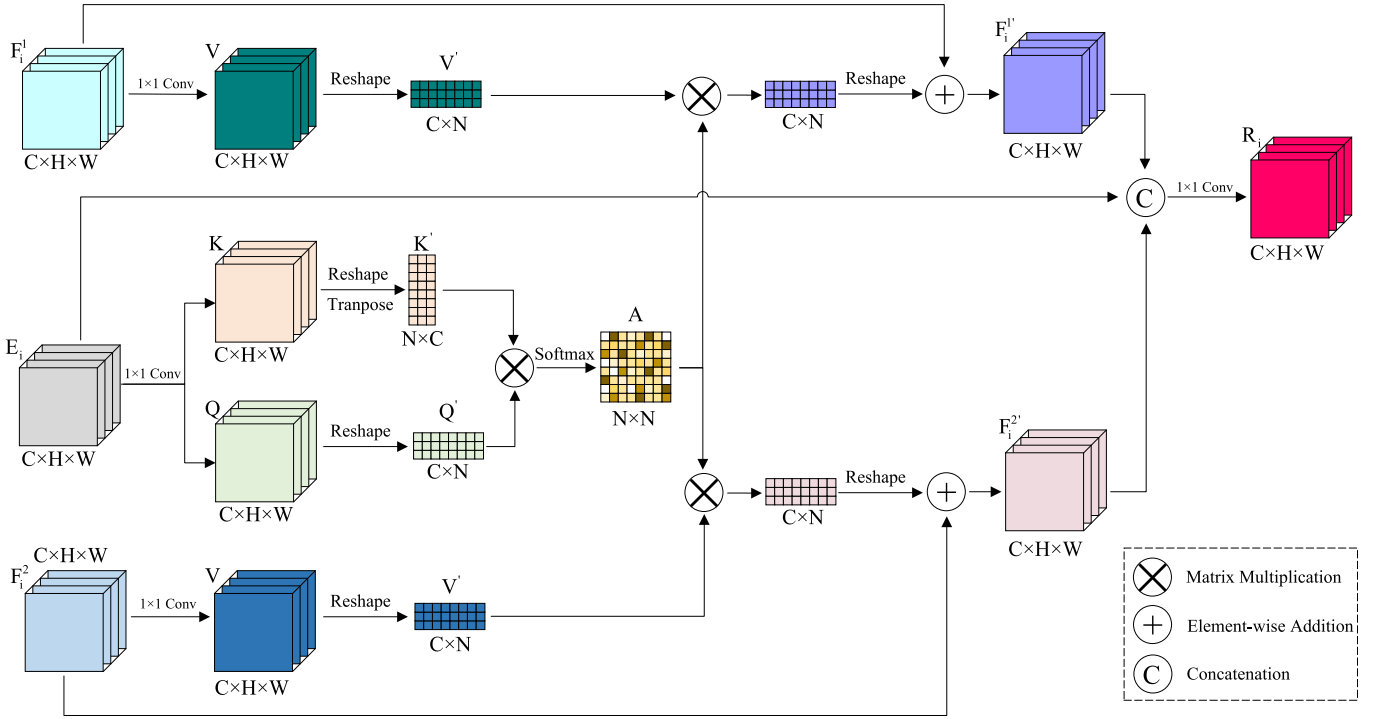 F_i^1
1×1 Conv
C×H×W
V
C×H×W
Reshape
V'
C×N
C×N
Reshape
F_i^1'
C×H×W
1×1 Conv
R_i
C×H×W
C
E_i
C×H×W
1×1 Conv
K
C×H×W
Reshape
Tranpose
K'
N×C
Q
C×H×W
Reshape
Q'
C×N
Softmax
A
N×N
C×H×W
F_i^2
1×1 Conv
V
C×H×W
Reshape
V'
C×N
C×N
Reshape
F_i^2'
C×H×W
Matrix Multiplication
Element-wise Addition
C Concatenation